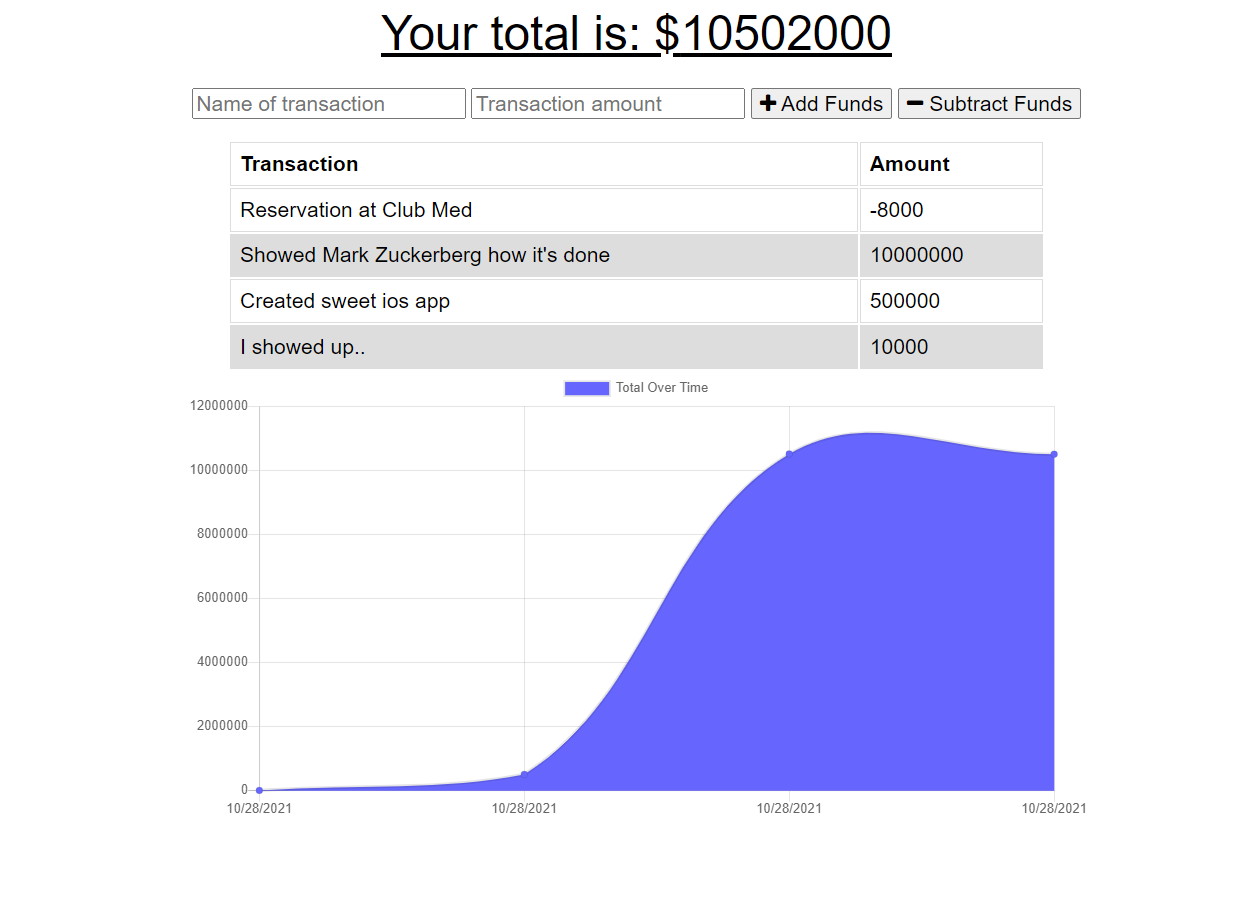 Your total is: $10502000
Name of transaction Transaction amount Add Funds Subtract Funds
Transaction Amount
Reservation at Club Med -8000
Showed Mark Zuckerberg how it's done 10000000
Created sweet ios app 500000
I showed up.. 10000
Total Over Time
12000000
10000000
8000000
6000000
4000000
2000000
0
10/28/2021 10/28/2021 10/28/2021 10/28/2021